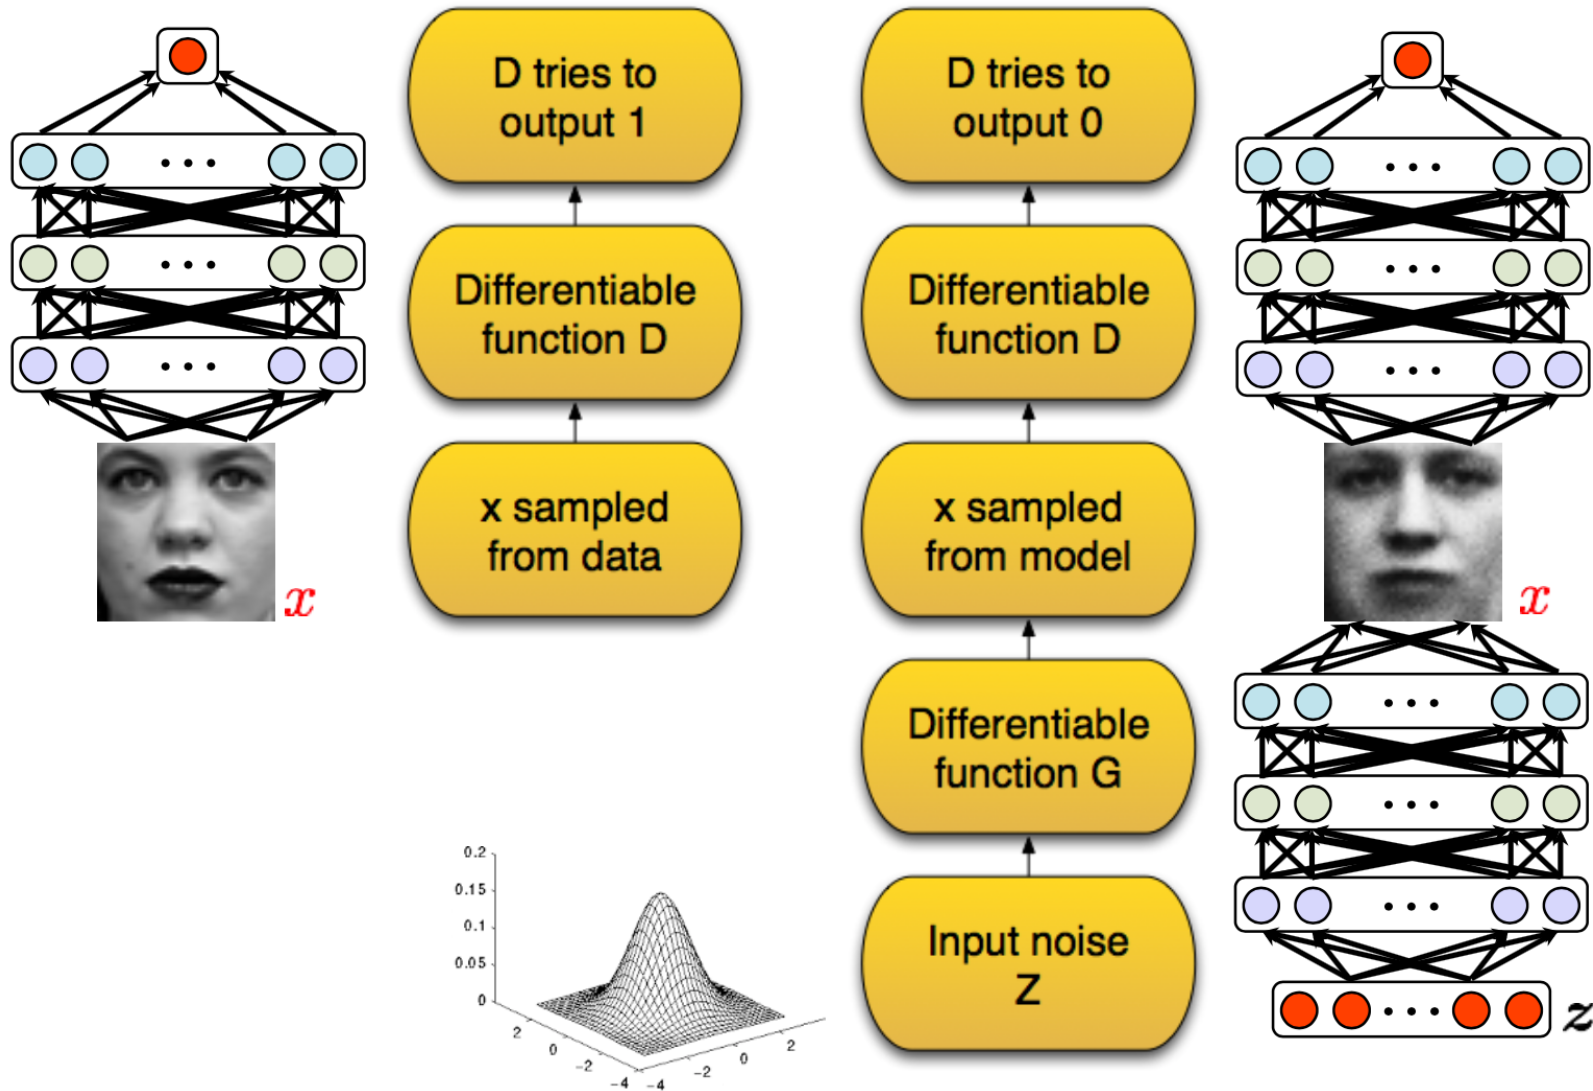 D tries to
output 1
D tries to
output 0
Differentiable
function D
Differentiable
function D
x sampled
from data
x sampled
from model
x
x
Differentiable
function G
Input noise
Z
z
0.2
0.15
0.1
0.05
0
2
0
−2
−4
−4
−2
0
2